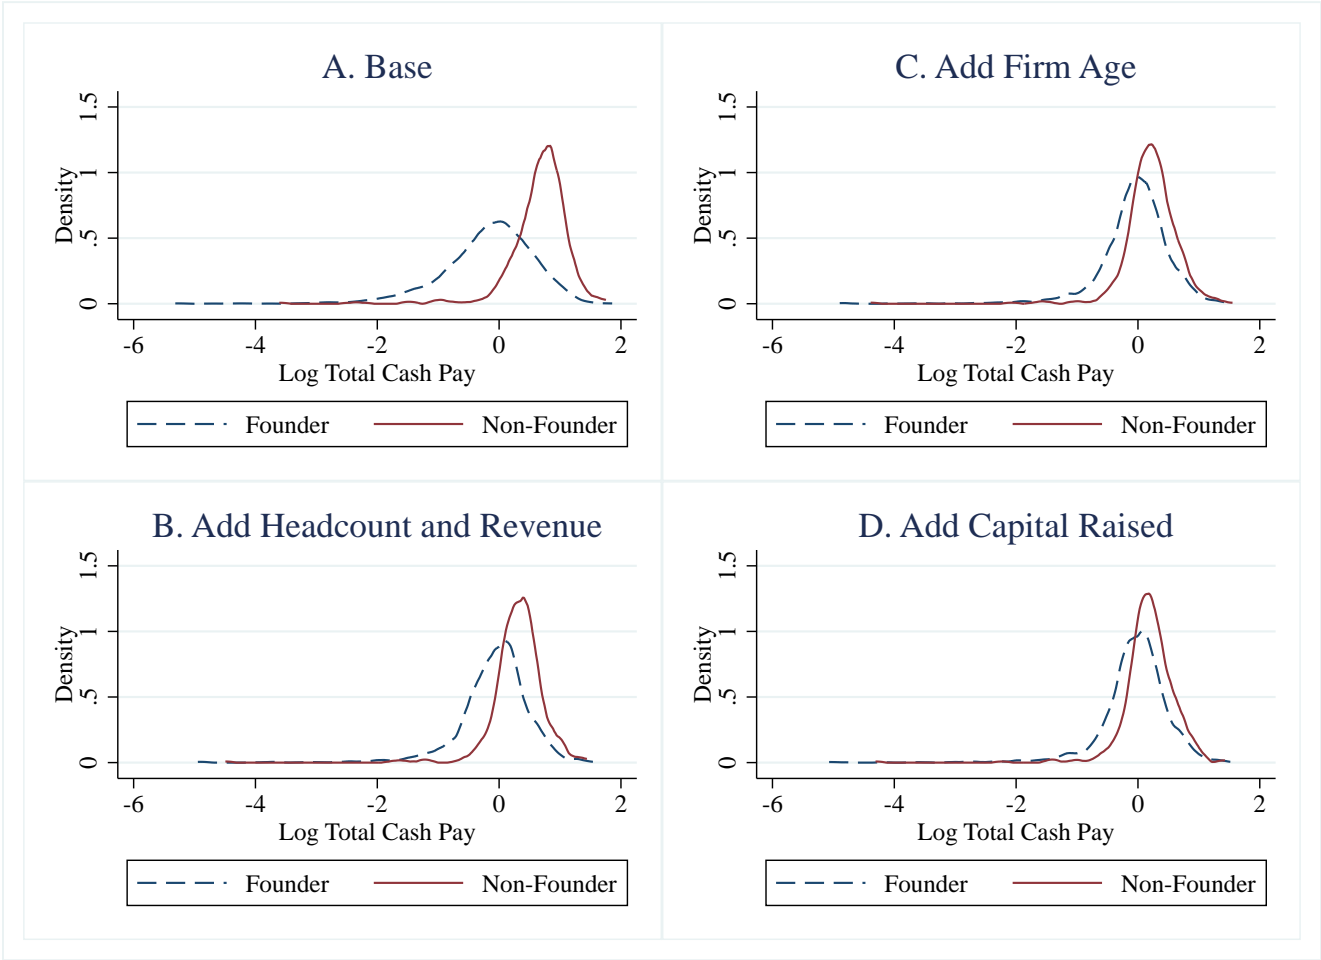 A. Base
Density
1.5
1
.5
0
-6 -4 -2 0 2
Log Total Cash Pay
Founder Non-Founder
C. Add Firm Age
Density
1.5
1
.5
0
-6 -4 -2 0 2
Log Total Cash Pay
Founder Non-Founder
B. Add Headcount and Revenue
Density
1.5
1
.5
0
-6 -4 -2 0 2
Log Total Cash Pay
Founder Non-Founder
D. Add Capital Raised
Density
1.5
1
.5
0
-6 -4 -2 0 2
Log Total Cash Pay
Founder Non-Founder